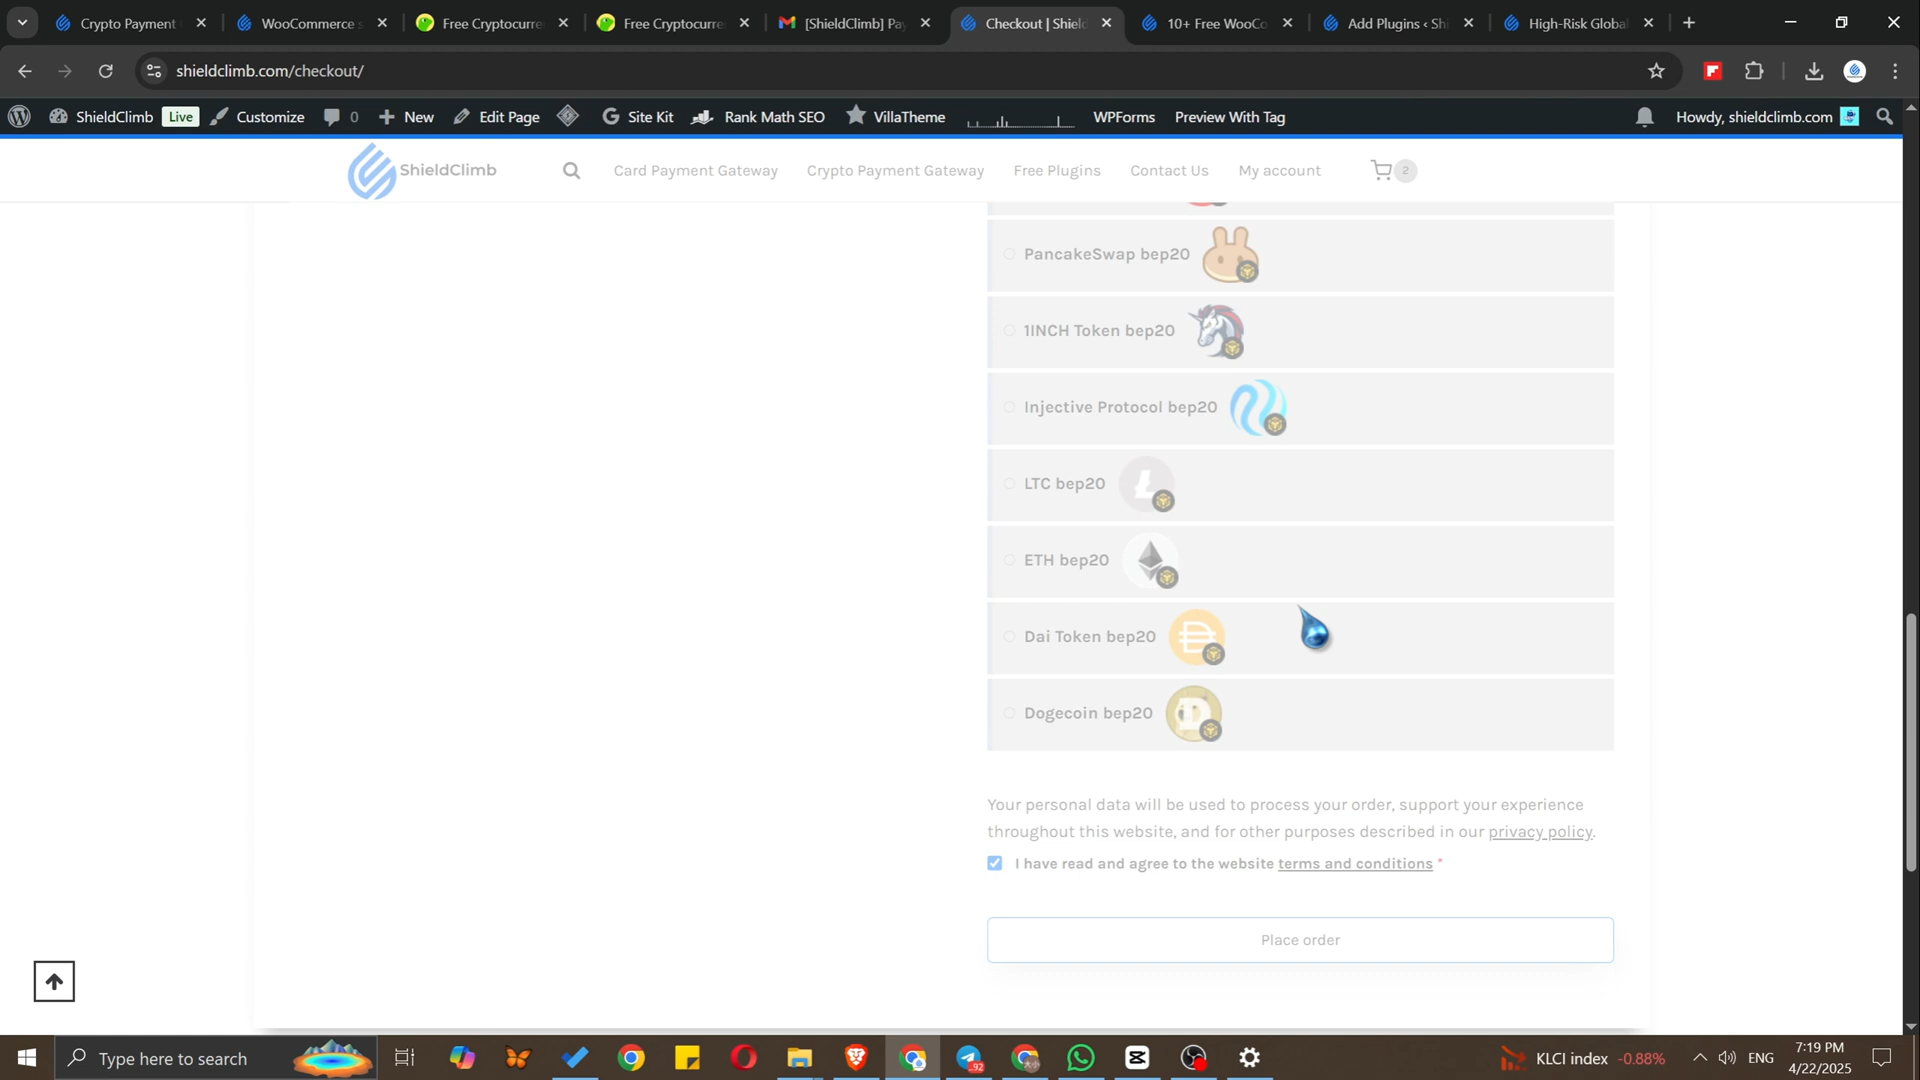 Crypto Payment
WooCommerce s
Free Cryptocurre
Free Cryptocurre
[ShieldClimb] Pay
Checkout | Shield
10+ Free WooCo
Add Plugins ‹ Shi
High-Risk Global
shieldclimb.com/checkout/
ShieldClimb
Live
Customize
0
New
Edit Page
Site Kit
Rank Math SEO
VillaTheme
WPForms
Preview With Tag
Howdy, shieldclimb.com
ShieldClimb
Card Payment Gateway
Crypto Payment Gateway
Free Plugins
Contact Us
My account
2
PancakeSwap bep20
1INCH Token bep20
Injective Protocol bep20
LTC bep20
ETH bep20
Dai Token bep20
Dogecoin bep20
Your personal data will be used to process your order, support your experience
throughout this website, and for other purposes described in our privacy policy.
I have read and agree to the website terms and conditions *
Place order
Type here to search
92
KLCI index -0.88%
ENG
7:19 PM
4/22/2025